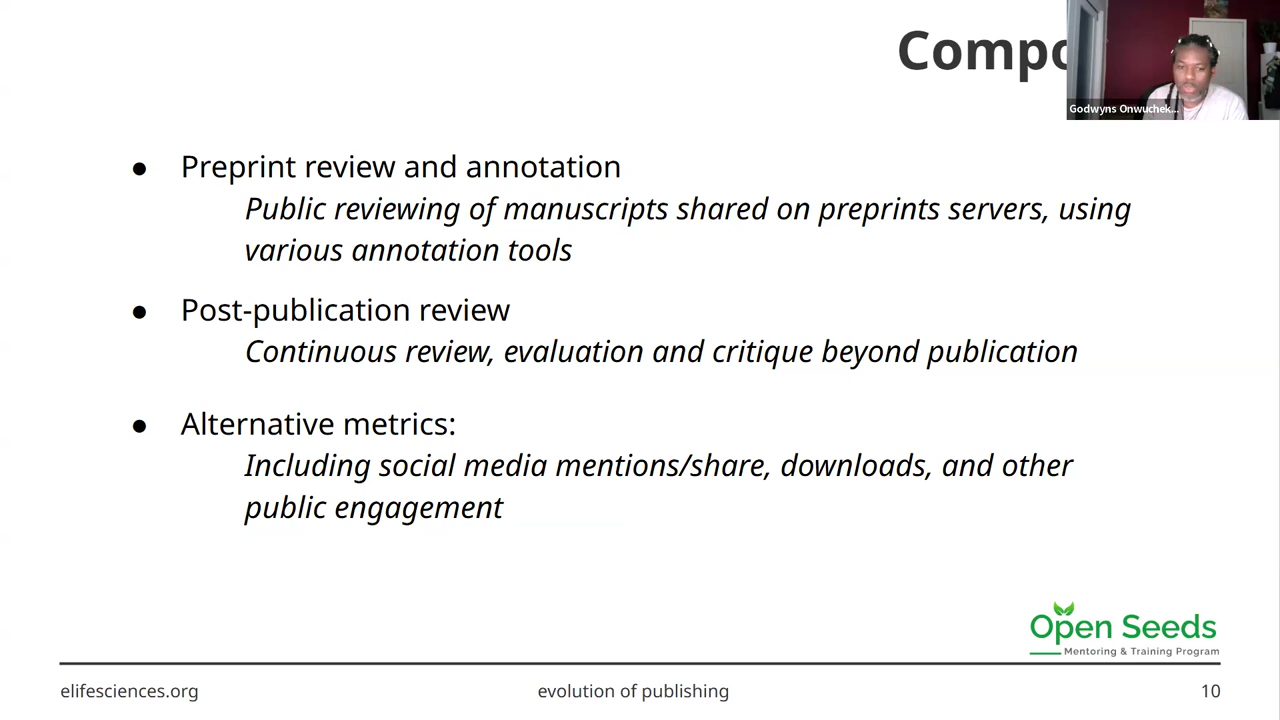 Compo
Godwyns Onwuchek...
● Preprint review and annotation
Public reviewing of manuscripts shared on preprints servers, using
various annotation tools
● Post-publication review
Continuous review, evaluation and critique beyond publication
● Alternative metrics:
Including social media mentions/share, downloads, and other
public engagement
Open Seeds
Mentoring & Training Program
elifesciences.org
evolution of publishing
10